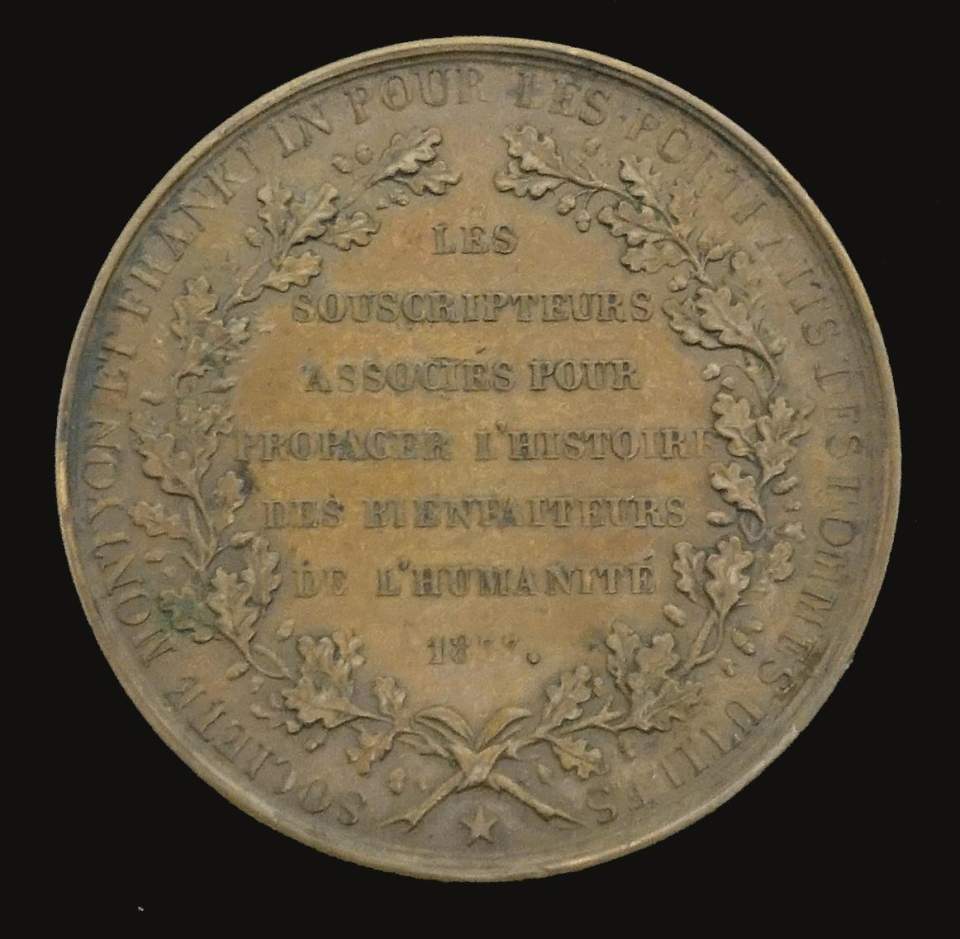 SOCIETE MONTYON ET FRANKLIN POUR LES PORTRAITS DES HOMMES UTILES
LES
SOUSCRIPTEURS
ASSOCIÉS POUR
PROPAGER L'HISTOIRE
DES BIENFAITEURS
DE L'HUMANITÉ